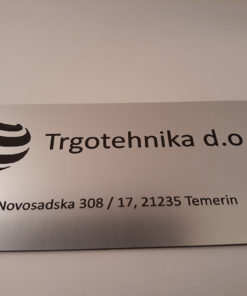 Trgotehnika d.o
Novosadska 308 / 17, 21235 Temerin